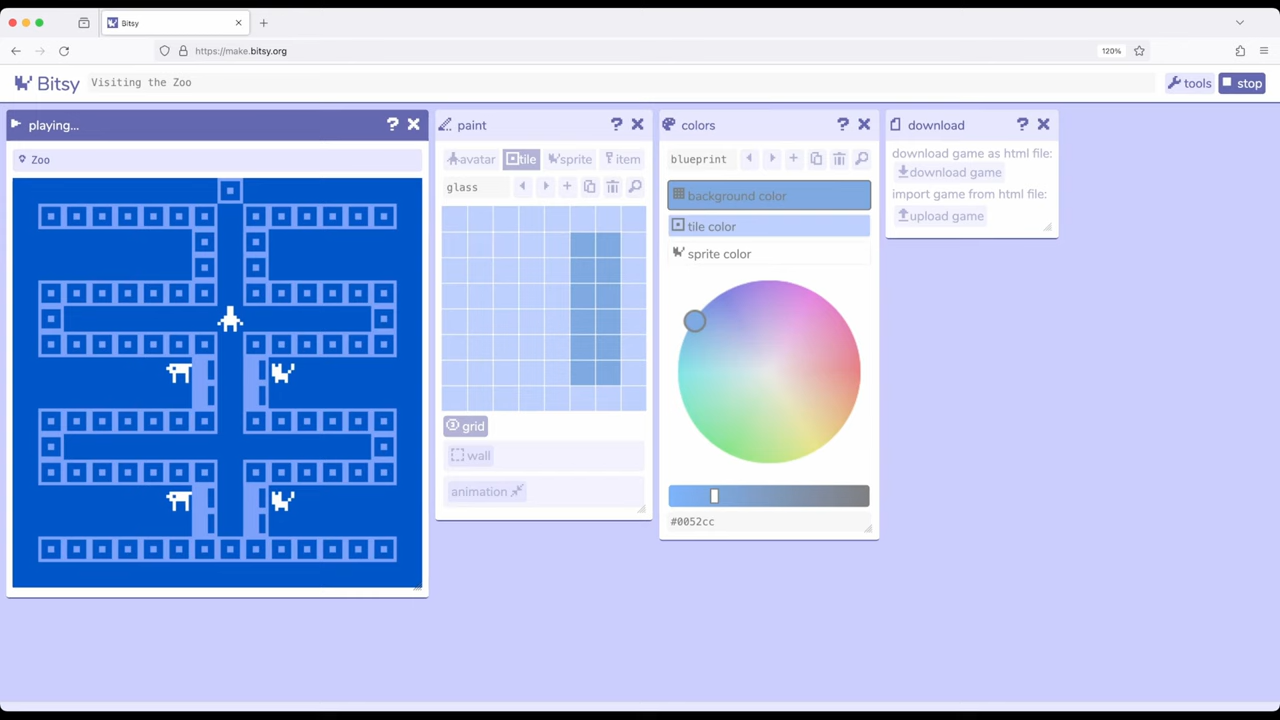 Bitsy
https://make.bitsy.org
120%
Bitsy
Visiting the Zoo
tools
stop
playing...
?
Zoo
paint
?
avatar
tile
sprite
item
glass
grid
wall
animation
colors
?
blueprint
background color
tile color
sprite color
#0052cc
download
?
download game as html file:
download game
import game from html file:
upload game